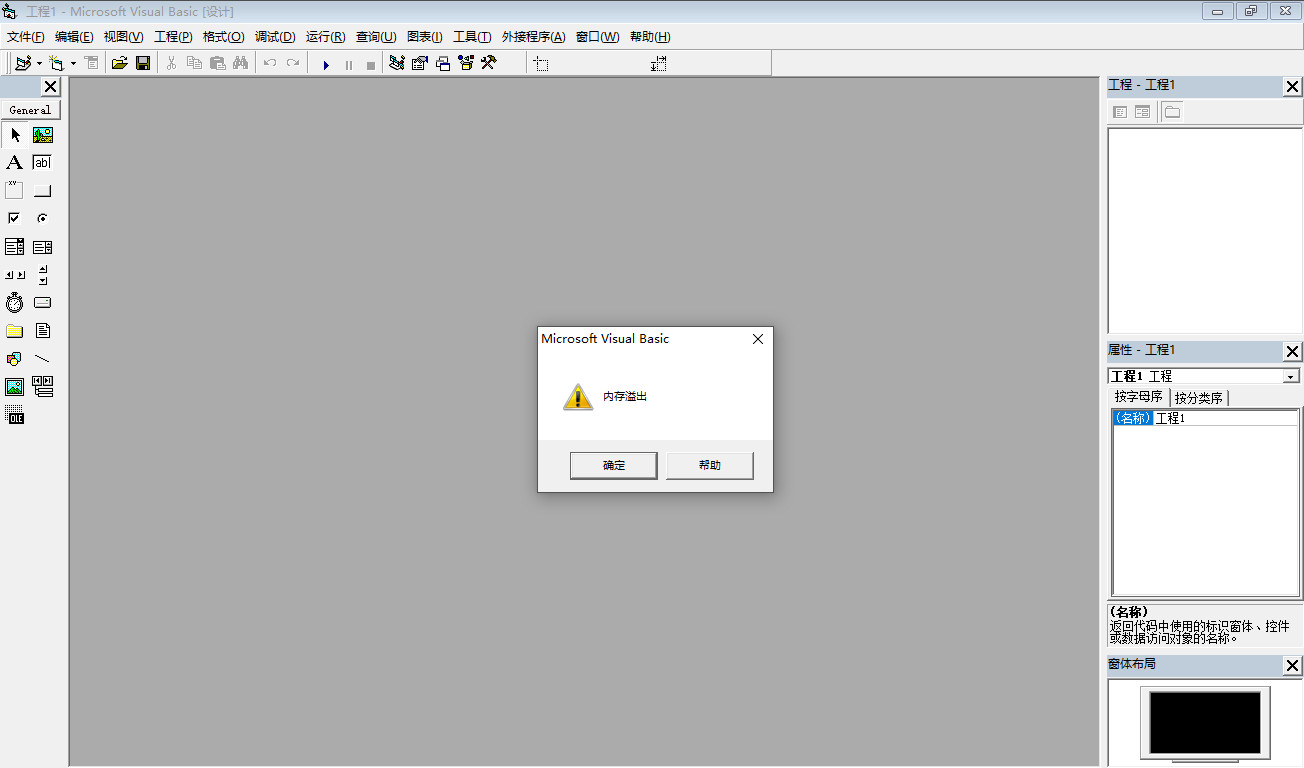 工程1 - Microsoft Visual Basic [设计]
文件(F) 编辑(E) 视图(V) 工程(P) 格式(O) 调试(D) 运行(R) 查询(U) 图表(I) 工具(T) 外接程序(A) 窗口(W) 帮助(H)
General
A
ab
XY
OLE
Microsoft Visual Basic
内存溢出
确定 帮助
工程 - 工程1
属性 - 工程1
工程1 工程
按字母序 按分类序
(名称) 工程1
(名称)
返回代码中使用的标识窗体、控件
或数据访问对象的名称。
窗体布局